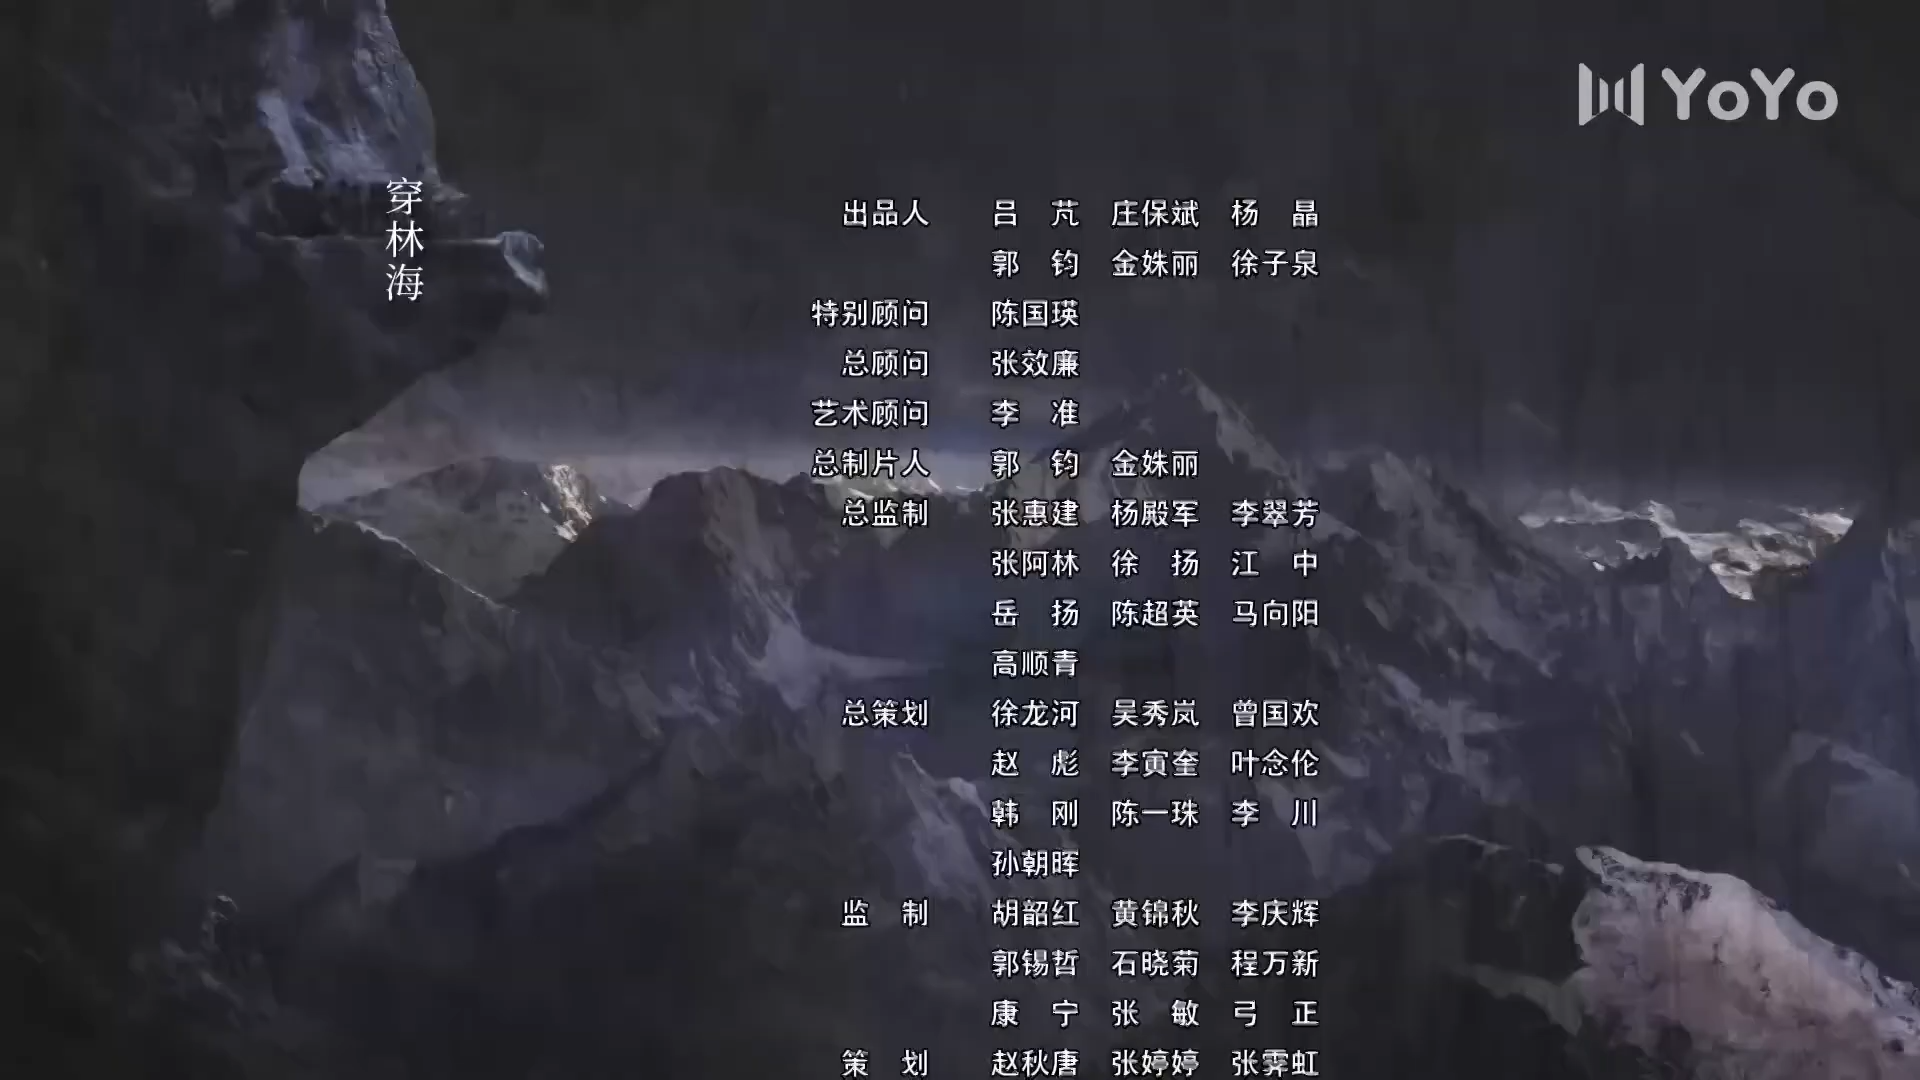 YoYo
穿林海
出品人 吕 芃 庄保斌 杨 晶
郭 钧 金姝丽 徐子泉
特别顾问 陈国瑛
总顾问 张效廉
艺术顾问 李 准
总制片人 郭 钧 金姝丽
总监制 张惠建 杨殿军 李翠芳
张阿林 徐 扬 江 中
岳 扬 陈超英 马向阳
高顺青
总策划 徐龙河 吴秀岚 曾国欢
赵 彪 李寅奎 叶念伦
韩 刚 陈一珠 李 川
孙朝晖
监 制 胡韶红 黄锦秋 李庆辉
郭锡哲 石晓菊 程万新
康 宁 张 敏 弓 正
策 划 赵秋唐 张婷婷 张霁虹